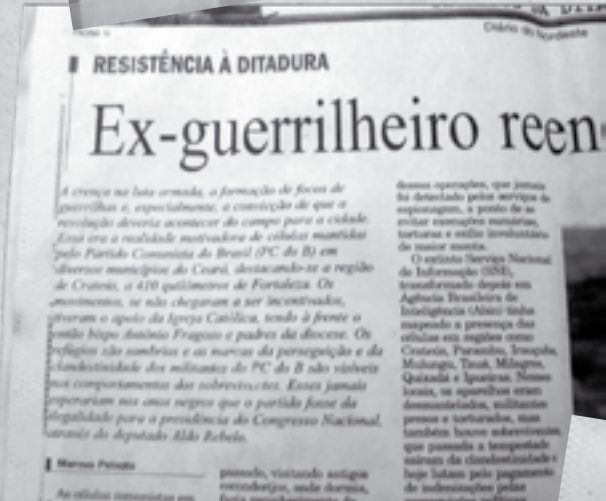 Diário do Nordeste
RESISTÊNCIA À DITADURA
Ex-guerrilheiro reen
A crença na luta armada, a formação de focos de
guerrilhas e, especialmente, a convicção de que a
revolução deveria acontecer do campo para a cidade.
Essa era a realidade motivadora de células mantidas
pelo Partido Comunista do Brasil (PC do B) em
diversos municípios do Ceará, destacando-se a região
de Crateús, a 410 quilômetros de Fortaleza. Os
movimentos, se não chegaram a ser incentivados,
tiveram o apoio da Igreja Católica, tendo à frente o
então bispo Antônio Fragoso e padres da diocese. Os
refúgios são sombrios e as marcas da perseguição e da
clandestinidade dos militantes do PC do B são visíveis
nos comportamentos dos sobreviventes. Esses jamais
esperariam nos anos negros que o partido fosse da
ilegalidade para a presidência do Congresso Nacional,
através do deputado Aldo Rebelo.
Marcus Peixoto
As células comunistas em
passado, visitando antigos
esconderijos, onde dormia,
dessas operações, que jamais
foi detectado pelos serviços de
espionagem, a ponto de se
evitar execuções sumárias,
torturas e exílio involuntário
de maior monta.
O extinto Serviço Nacional
de Informação (SNI),
transformado depois em
Agência Brasileira de
Inteligência (Abin) tinha
mapeado a presença das
células em regiões como
Crateús, Parambu,
Mulungu, Tauá, Milagres,
Quixadá e Ipueiras. Nesses
locais, os aparelhos eram
desmantelados, militantes
presos e torturados, mas
também houve sobreviventes
que passada a tempestade
saíram da clandestinidade e
hoje lutam pelo pagamento
de indenizações pelas